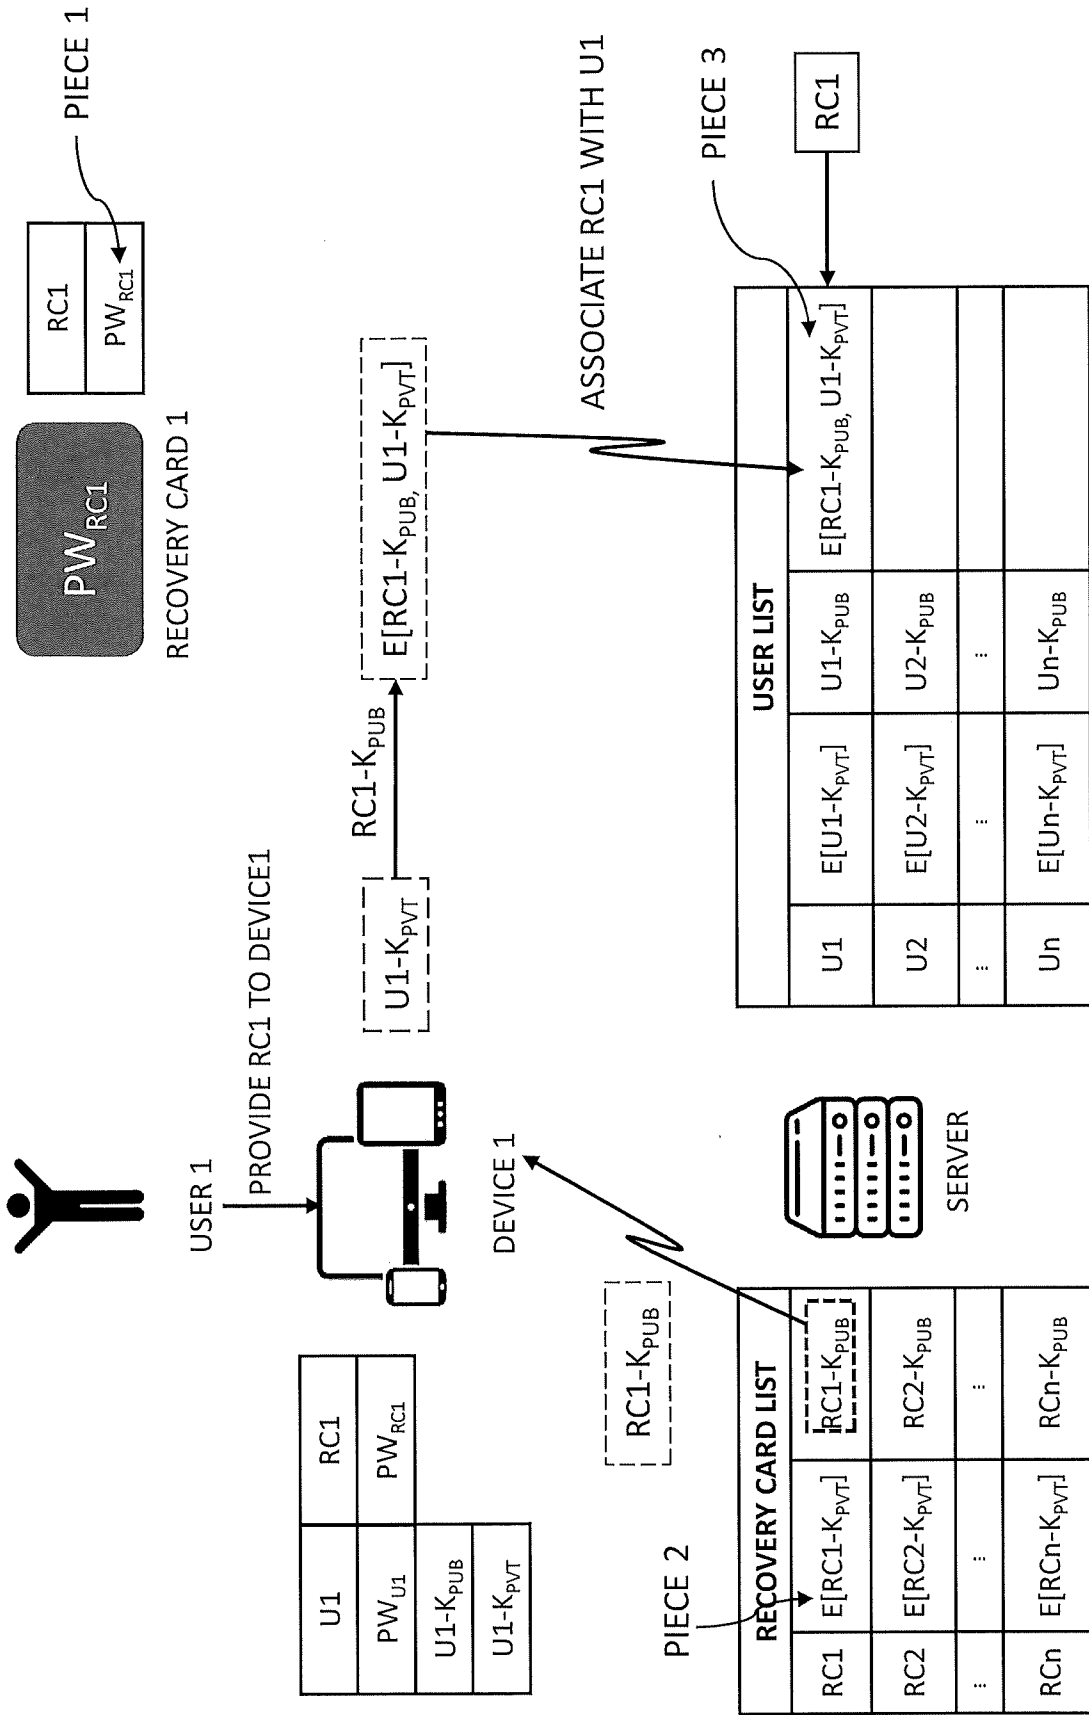 USER 1
PROVIDE RC1 TO DEVICE1
DEVICE 1
U1
RC1
PW_U1
PW_RC1
U1-K_PUB
U1-K_PVT
U1-K_PVT
RC1-K_PUB
E[RC1-K_PUB, U1-K_PVT]
PW_RC1
RECOVERY CARD 1
RC1
PW_RC1
PIECE 1
RC1-K_PUB
PIECE 2
RECOVERY CARD LIST
RC1 E[RC1-K_PVT] RC1-K_PUB
RC2 E[RC2-K_PVT] RC2-K_PUB
... ... ...
RCn E[RCn-K_PVT] RCn-K_PUB
SERVER
ASSOCIATE RC1 WITH U1
PIECE 3
USER LIST
U1 E[U1-K_PVT] U1-K_PUB E[RC1-K_PUB, U1-K_PVT]
U2 E[U2-K_PVT] U2-K_PUB
... ... ...
Un E[Un-K_PVT] Un-K_PUB
RC1